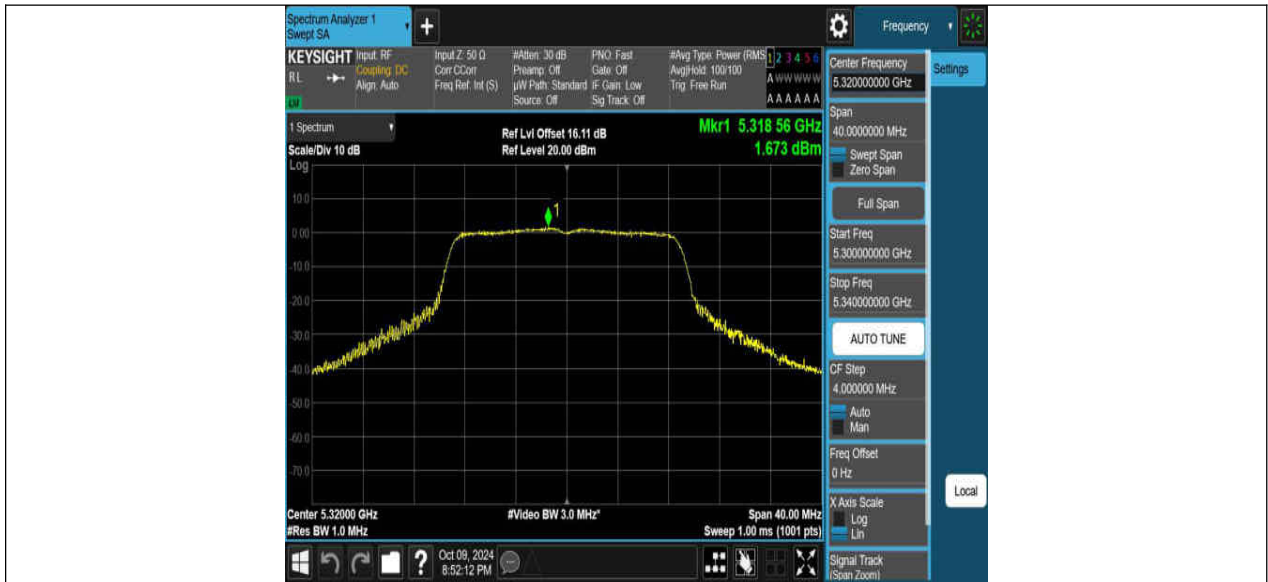 Spectrum Analyzer 1
Swept SA
+
Frequency
KEYSIGHT
RL
Input: RF
Coupling: DC
Align: Auto
Input Z: 50 Ω
Corr CCorr
Freq Ref: Int (S)
#Atten: 30 dB
Preamp: Off
µW Path: Standard
Source: Off
PNO: Fast
Gate: Off
IF Gain: Low
Sig Track: Off
#Avg Type: Power (RMS
Avg|Hold: 100/100
Trig: Free Run
1 2 3 4 5 6
A W W W W W
A A A A A A
1 Spectrum
Scale/Div 10 dB
Log
Ref Lvl Offset 16.11 dB
Ref Level 20.00 dBm
Mkr1 5.318 56 GHz
1.673 dBm
1
10.0
0.00
-10.0
-20.0
-30.0
-40.0
-50.0
-60.0
-70.0
Center 5.32000 GHz
#Res BW 1.0 MHz
#Video BW 3.0 MHz*
Span 40.00 MHz
Sweep 1.00 ms (1001 pts)
?
Oct 09, 2024
8:52:12 PM
Center Frequency
5.320000000 GHz
Settings
Span
40.0000000 MHz
Swept Span
Zero Span
Full Span
Start Freq
5.300000000 GHz
Stop Freq
5.340000000 GHz
AUTO TUNE
CF Step
4.000000 MHz
Auto
Man
Freq Offset
0 Hz
X Axis Scale
Log
Lin
Local
Signal Track
(Span Zoom)